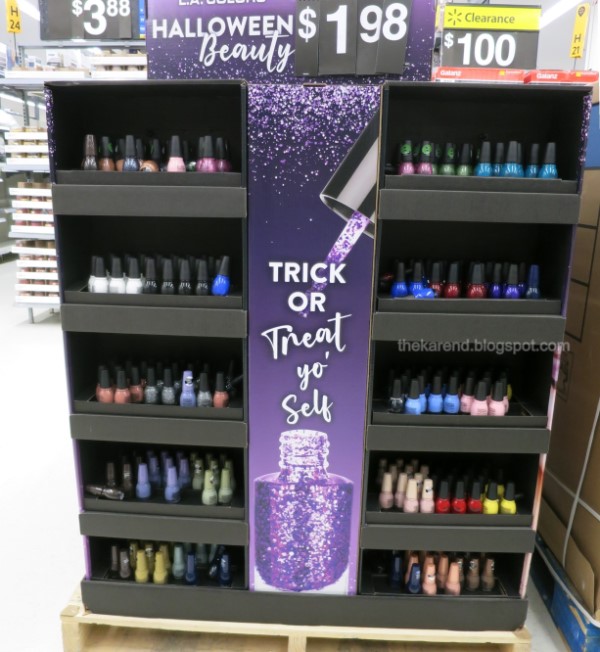 H
24
$3.88
L.A. COLORS
HALLOWEEN
Beauty
$1.98
Clearance
$100
H
21
TRICK
OR
Treat
yo'
Self
thekarend.blogspot.com